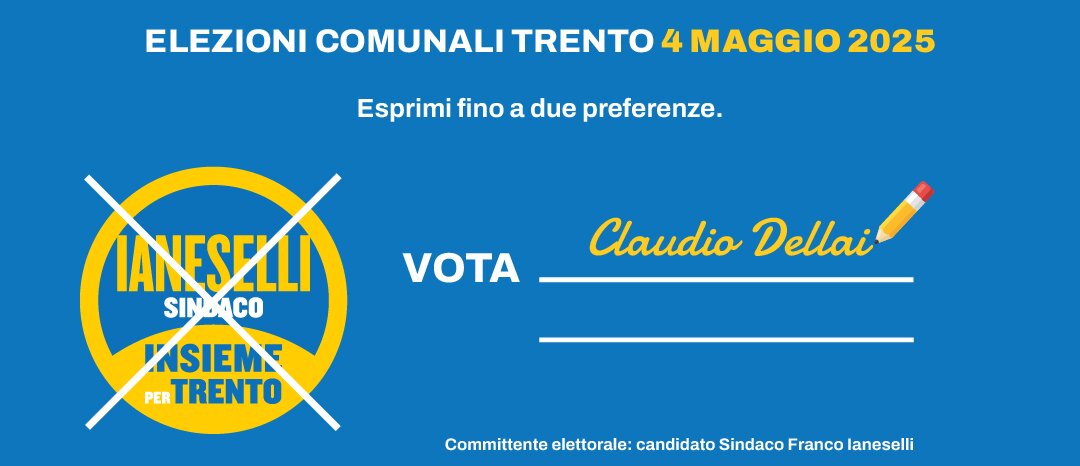 ELEZIONI COMUNALI TRENTO 4 MAGGIO 2025
Esprimi fino a due preferenze.
IANESELLI
SINDACO
INSIEME
PER TRENTO
VOTA Claudio Dellai
Committente elettorale: candidato Sindaco Franco Ianeselli